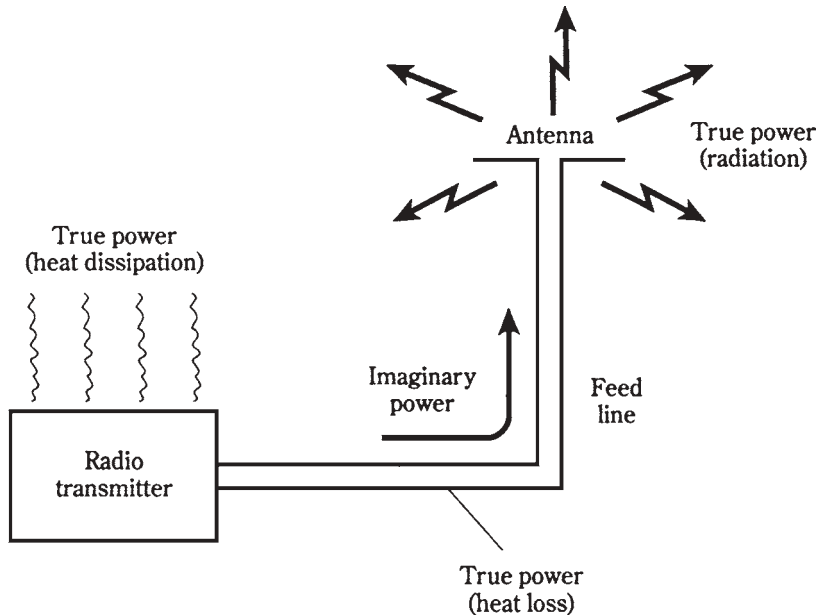 Antenna
True power
(radiation)
True power
(heat dissipation)
Imaginary
power
Feed
line
Radio
transmitter
True power
(heat loss)